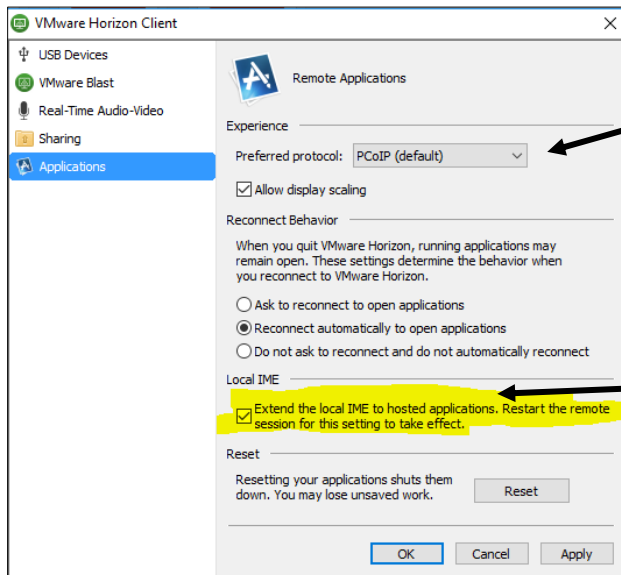 VMware Horizon Client
USB Devices
VMware Blast
Real-Time Audio-Video
Sharing
Applications
Remote Applications
Experience
Preferred protocol: PCoIP (default)
Allow display scaling
Reconnect Behavior
When you quit VMware Horizon, running applications may
remain open. These settings determine the behavior when
you reconnect to VMware Horizon.
Ask to reconnect to open applications
Reconnect automatically to open applications
Do not ask to reconnect and do not automatically reconnect
Local IME
Extend the local IME to hosted applications. Restart the remote
session for this setting to take effect.
Reset
Resetting your applications shuts them
down. You may lose unsaved work.
Reset
OK Cancel Apply